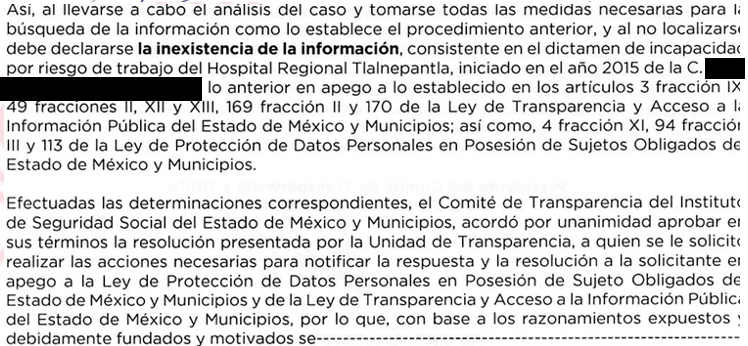 Así, al llevarse a cabo el análisis del caso y tomarse todas las medidas necesarias para la
búsqueda de la información como lo establece el procedimiento anterior, y al no localizarse
debe declararse la inexistencia de la información, consistente en el dictamen de incapacidad
por riesgo de trabajo del Hospital Regional Tlalnepantla, iniciado en el año 2015 de la C.
lo anterior en apego a lo establecido en los artículos 3 fracción IX
49 fracciones II, XII y XIII, 169 fracción II y 170 de la Ley de Transparencia y Acceso a la
Información Pública del Estado de México y Municipios; así como, 4 fracción XI, 94 fracción
III y 113 de la Ley de Protección de Datos Personales en Posesión de Sujetos Obligados de
Estado de México y Municipios.
Efectuadas las determinaciones correspondientes, el Comité de Transparencia del Instituto
de Seguridad Social del Estado de México y Municipios, acordó por unanimidad aprobar en
sus términos la resolución presentada por la Unidad de Transparencia, a quien se le solicitó
realizar las acciones necesarias para notificar la respuesta y la resolución a la solicitante en
apego a la Ley de Protección de Datos Personales en Posesión de Sujeto Obligados de
Estado de México y Municipios y de la Ley de Transparencia y Acceso a la Información Pública
del Estado de México y Municipios, por lo que, con base a los razonamientos expuestos y
debidamente fundados y motivados se------------------------------------------------------